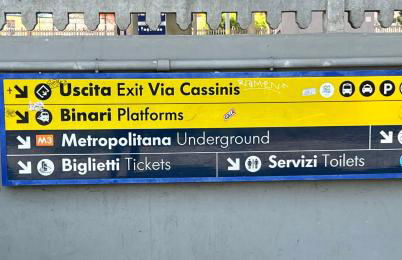 Uscita Exit Via Cassinis
P
Binari Platforms
M3 Metropolitana Underground
Biglietti Tickets
Servizi Toilets